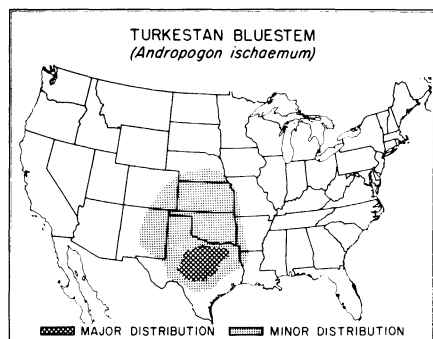 TURKESTAN BLUESTEM
(Andropogon ischaemum)
MAJOR DISTRIBUTION MINOR DISTRIBUTION